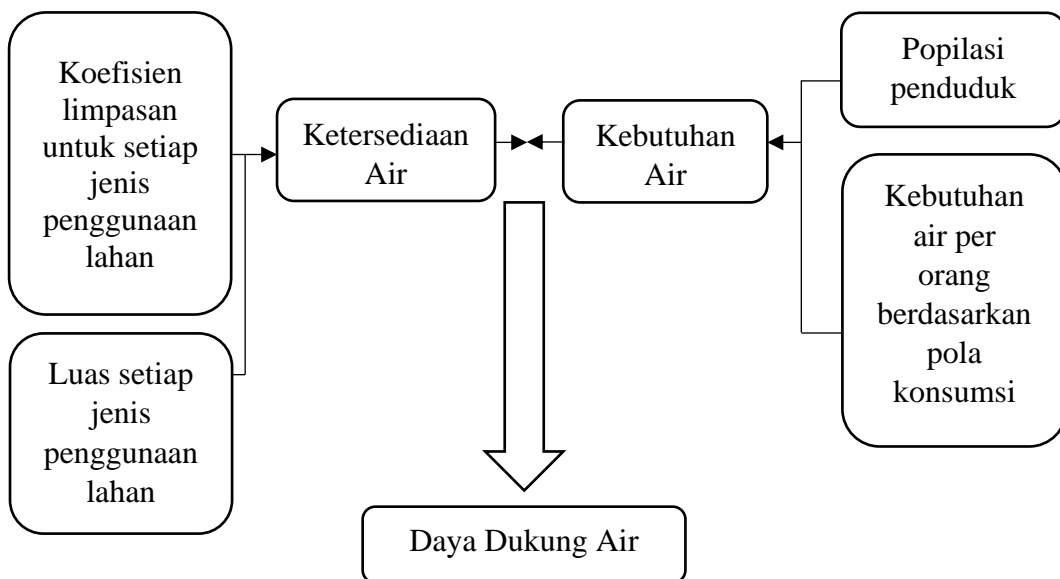 Koefisien
limpasan
untuk setiap
jenis
penggunaan
lahan
Luas setiap
jenis
penggunaan
lahan
Ketersediaan
Air
Kebutuhan
Air
Popilasi
penduduk
Kebutuhan
air per
orang
berdasarkan
pola
konsumsi
Daya Dukung Air